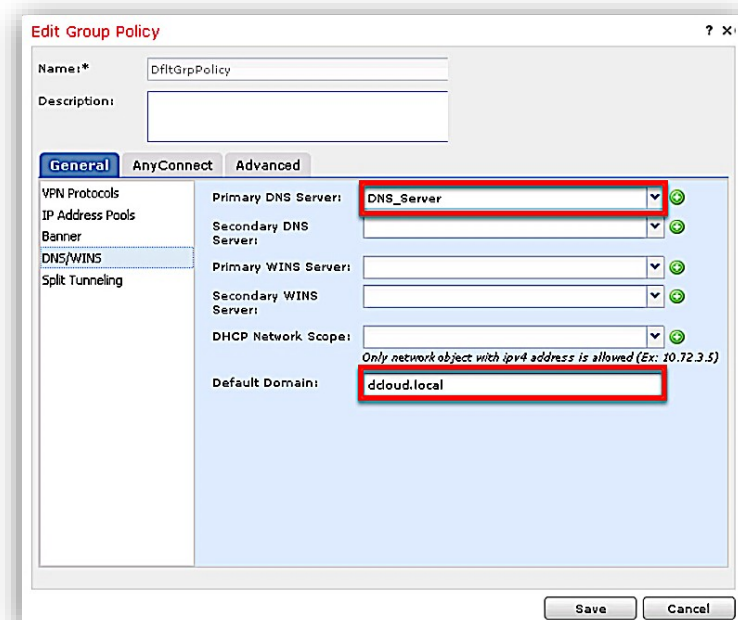 Edit Group Policy ? ×
Name:* DfltGrpPolicy
Description:
General AnyConnect Advanced
VPN Protocols
IP Address Pools
Banner
DNS/WINS
Split Tunneling
Primary DNS Server: DNS_Server
Secondary DNS
Server:
Primary WINS Server:
Secondary WINS
Server:
DHCP Network Scope:
Only network object with ipv4 address is allowed (Ex: 10.72.3.5)
Default Domain: dcloud.local
Save Cancel